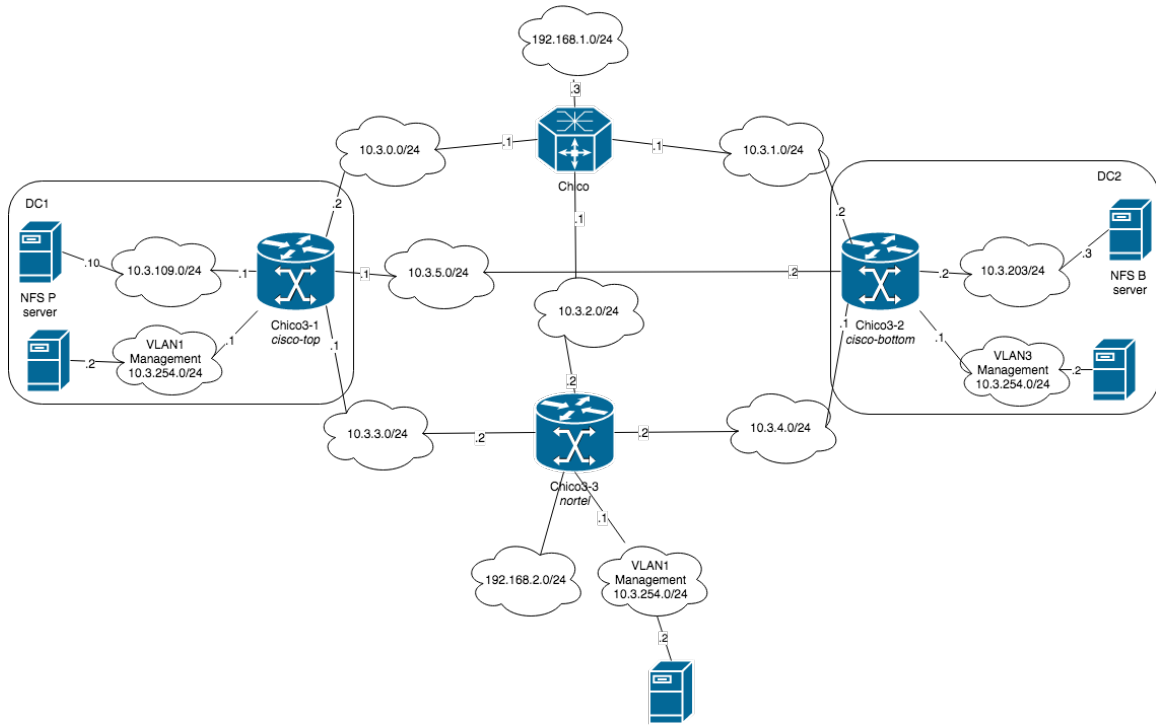 192.168.1.0/24
.3
10.3.0.0/24
.1
.1
10.3.1.0/24
Chico
DC1
DC2
.2
.1
.2
.10
10.3.109.0/24
.1
.1
10.3.5.0/24
.2
.2
10.3.203/24
.3
NFS P
server
NFS B
server
10.3.2.0/24
Chico3-1
cisco-top
Chico3-2
cisco-bottom
.2
VLAN1
Management
10.3.254.0/24
.1
.1
.1
.1
VLAN3
Management
10.3.254.0/24
.2
.2
10.3.3.0/24
.2
.2
10.3.4.0/24
Chico3-3
nortel
.1
192.168.2.0/24
VLAN1
Management
10.3.254.0/24
.2